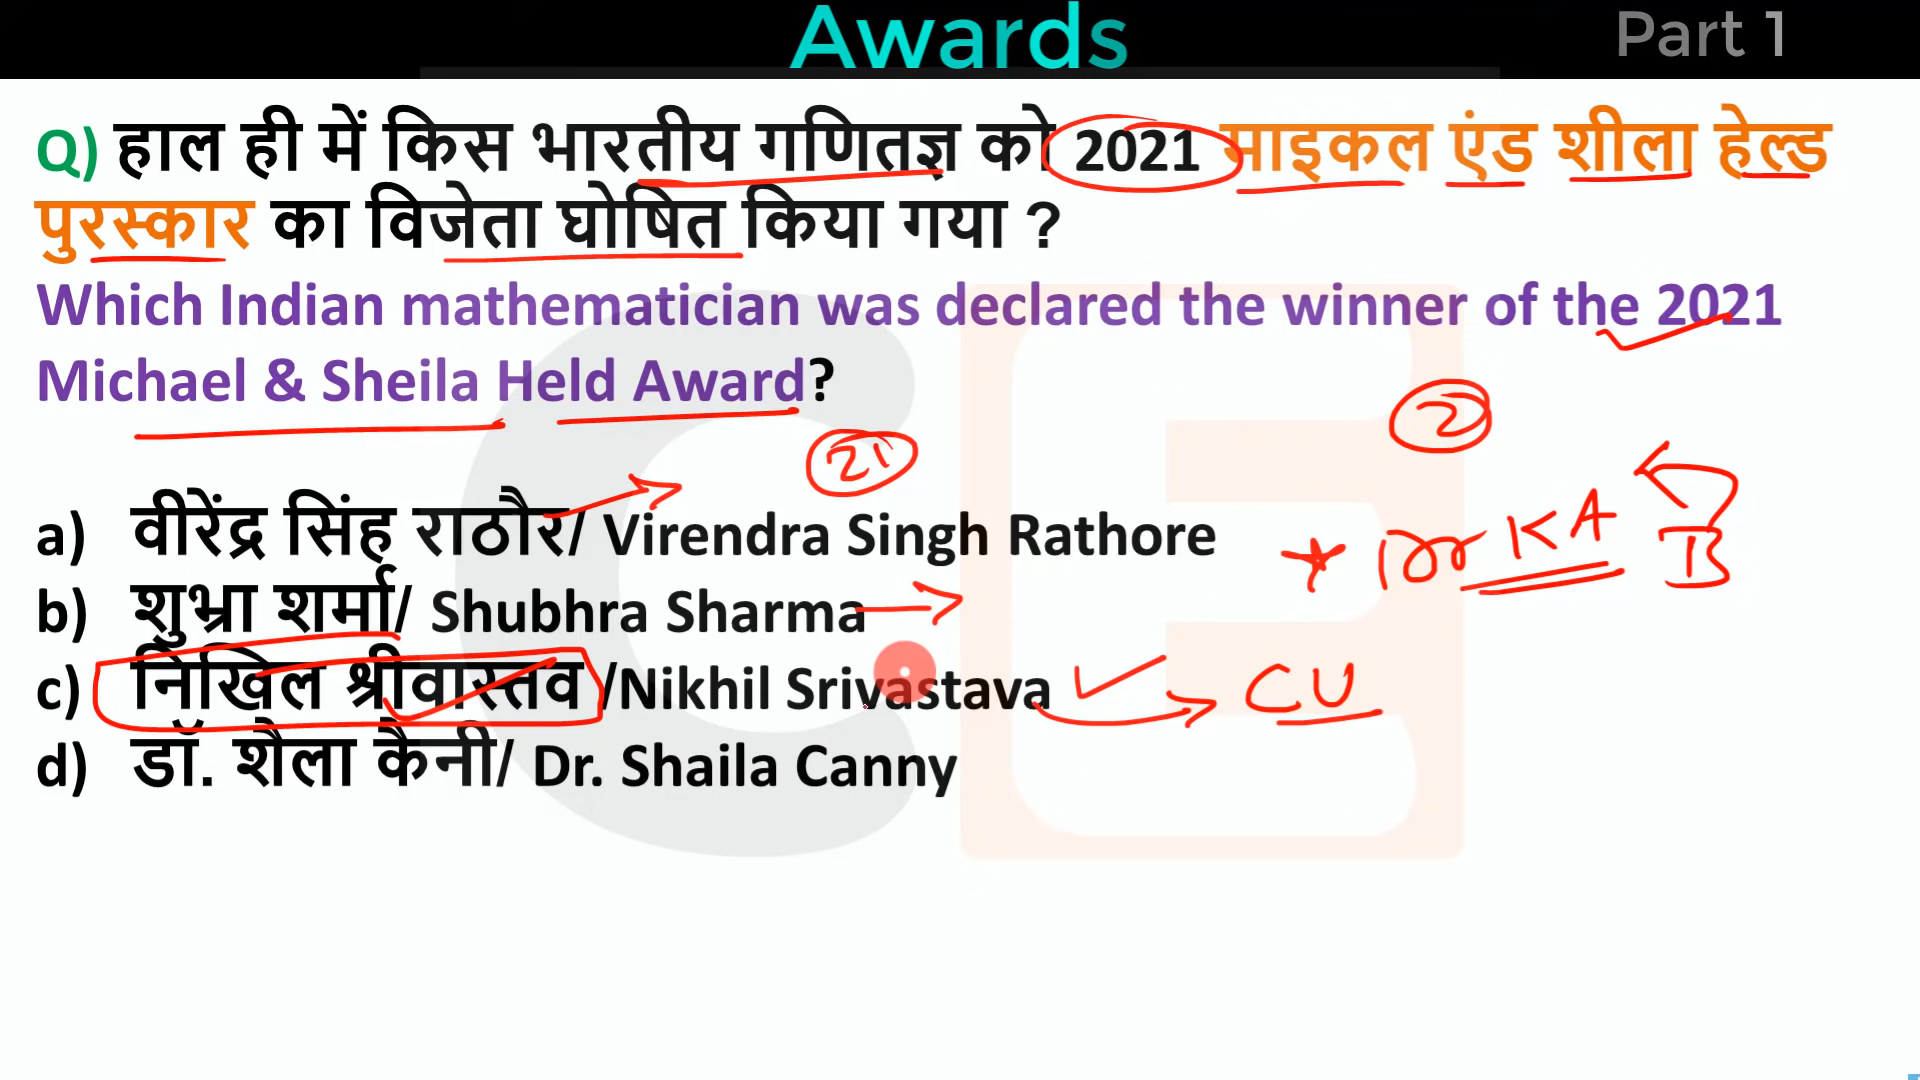 Awards
Part 1
Q) हाल ही में किस भारतीय गणितज्ञ को 2021 माइकल एंड शीला हेल्ड
पुरस्कार का विजेता घोषित किया गया ?
Which Indian mathematician was declared the winner of the 2021
Michael & Sheila Held Award?
2
21
a) वीरेंद्र सिंह राठौर/ Virendra Singh Rathore
KA
B
b) शुभ्रा शर्मा/ Shubhra Sharma
c) निखिल श्रीवास्तव /Nikhil Srivastava
CU
d) डॉ. शैला कैनी/ Dr. Shaila Canny